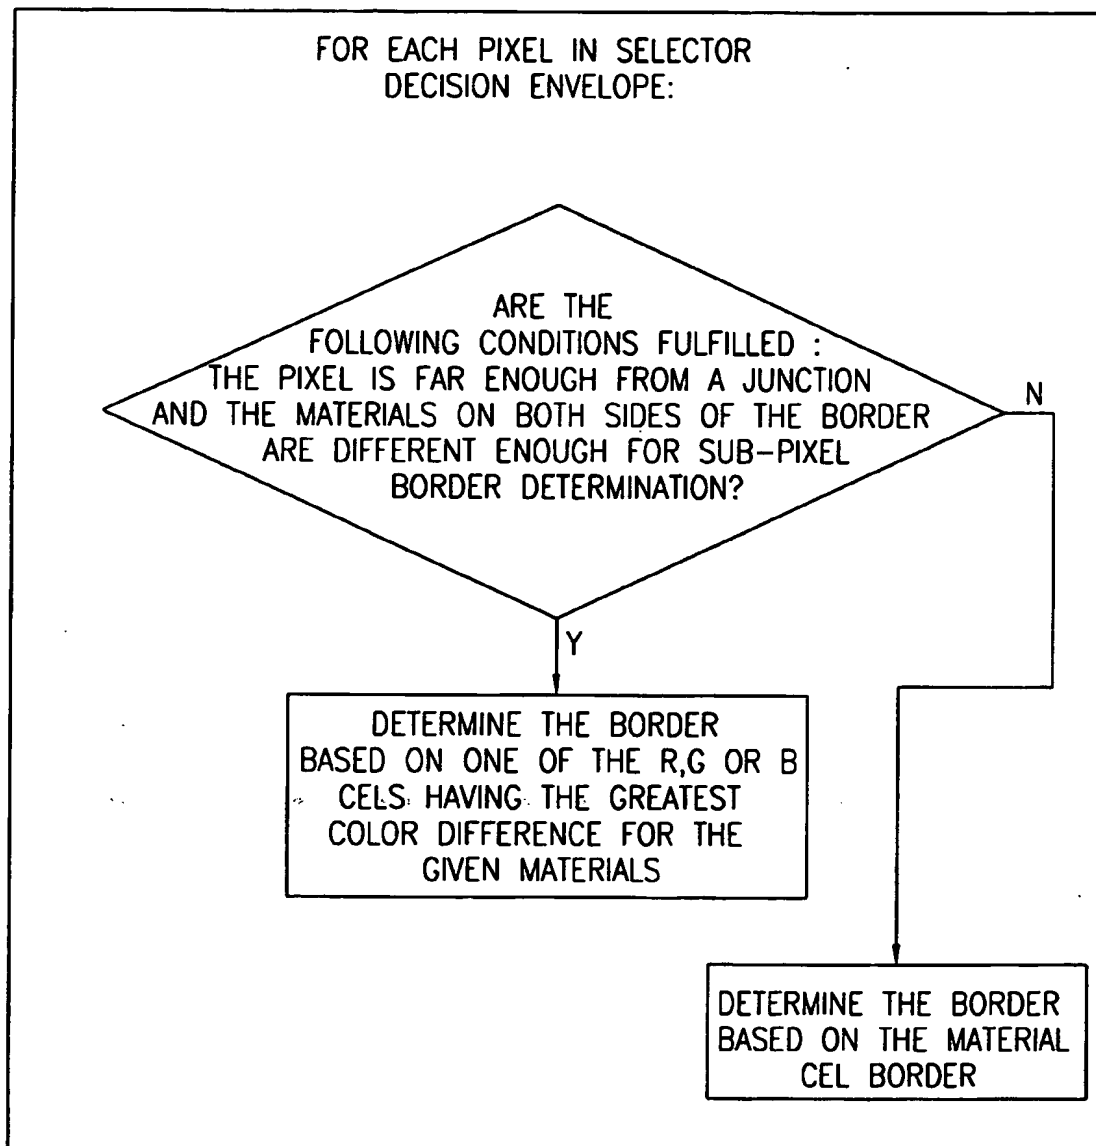 FOR EACH PIXEL IN SELECTOR
DECISION ENVELOPE:
ARE THE
FOLLOWING CONDITIONS FULFILLED :
THE PIXEL IS FAR ENOUGH FROM A JUNCTION
AND THE MATERIALS ON BOTH SIDES OF THE BORDER
ARE DIFFERENT ENOUGH FOR SUB-PIXEL
BORDER DETERMINATION?
N
Y
DETERMINE THE BORDER
BASED ON ONE OF THE R,G OR B
CELS HAVING THE GREATEST
COLOR DIFFERENCE FOR THE
GIVEN MATERIALS
DETERMINE THE BORDER
BASED ON THE MATERIAL
CEL BORDER